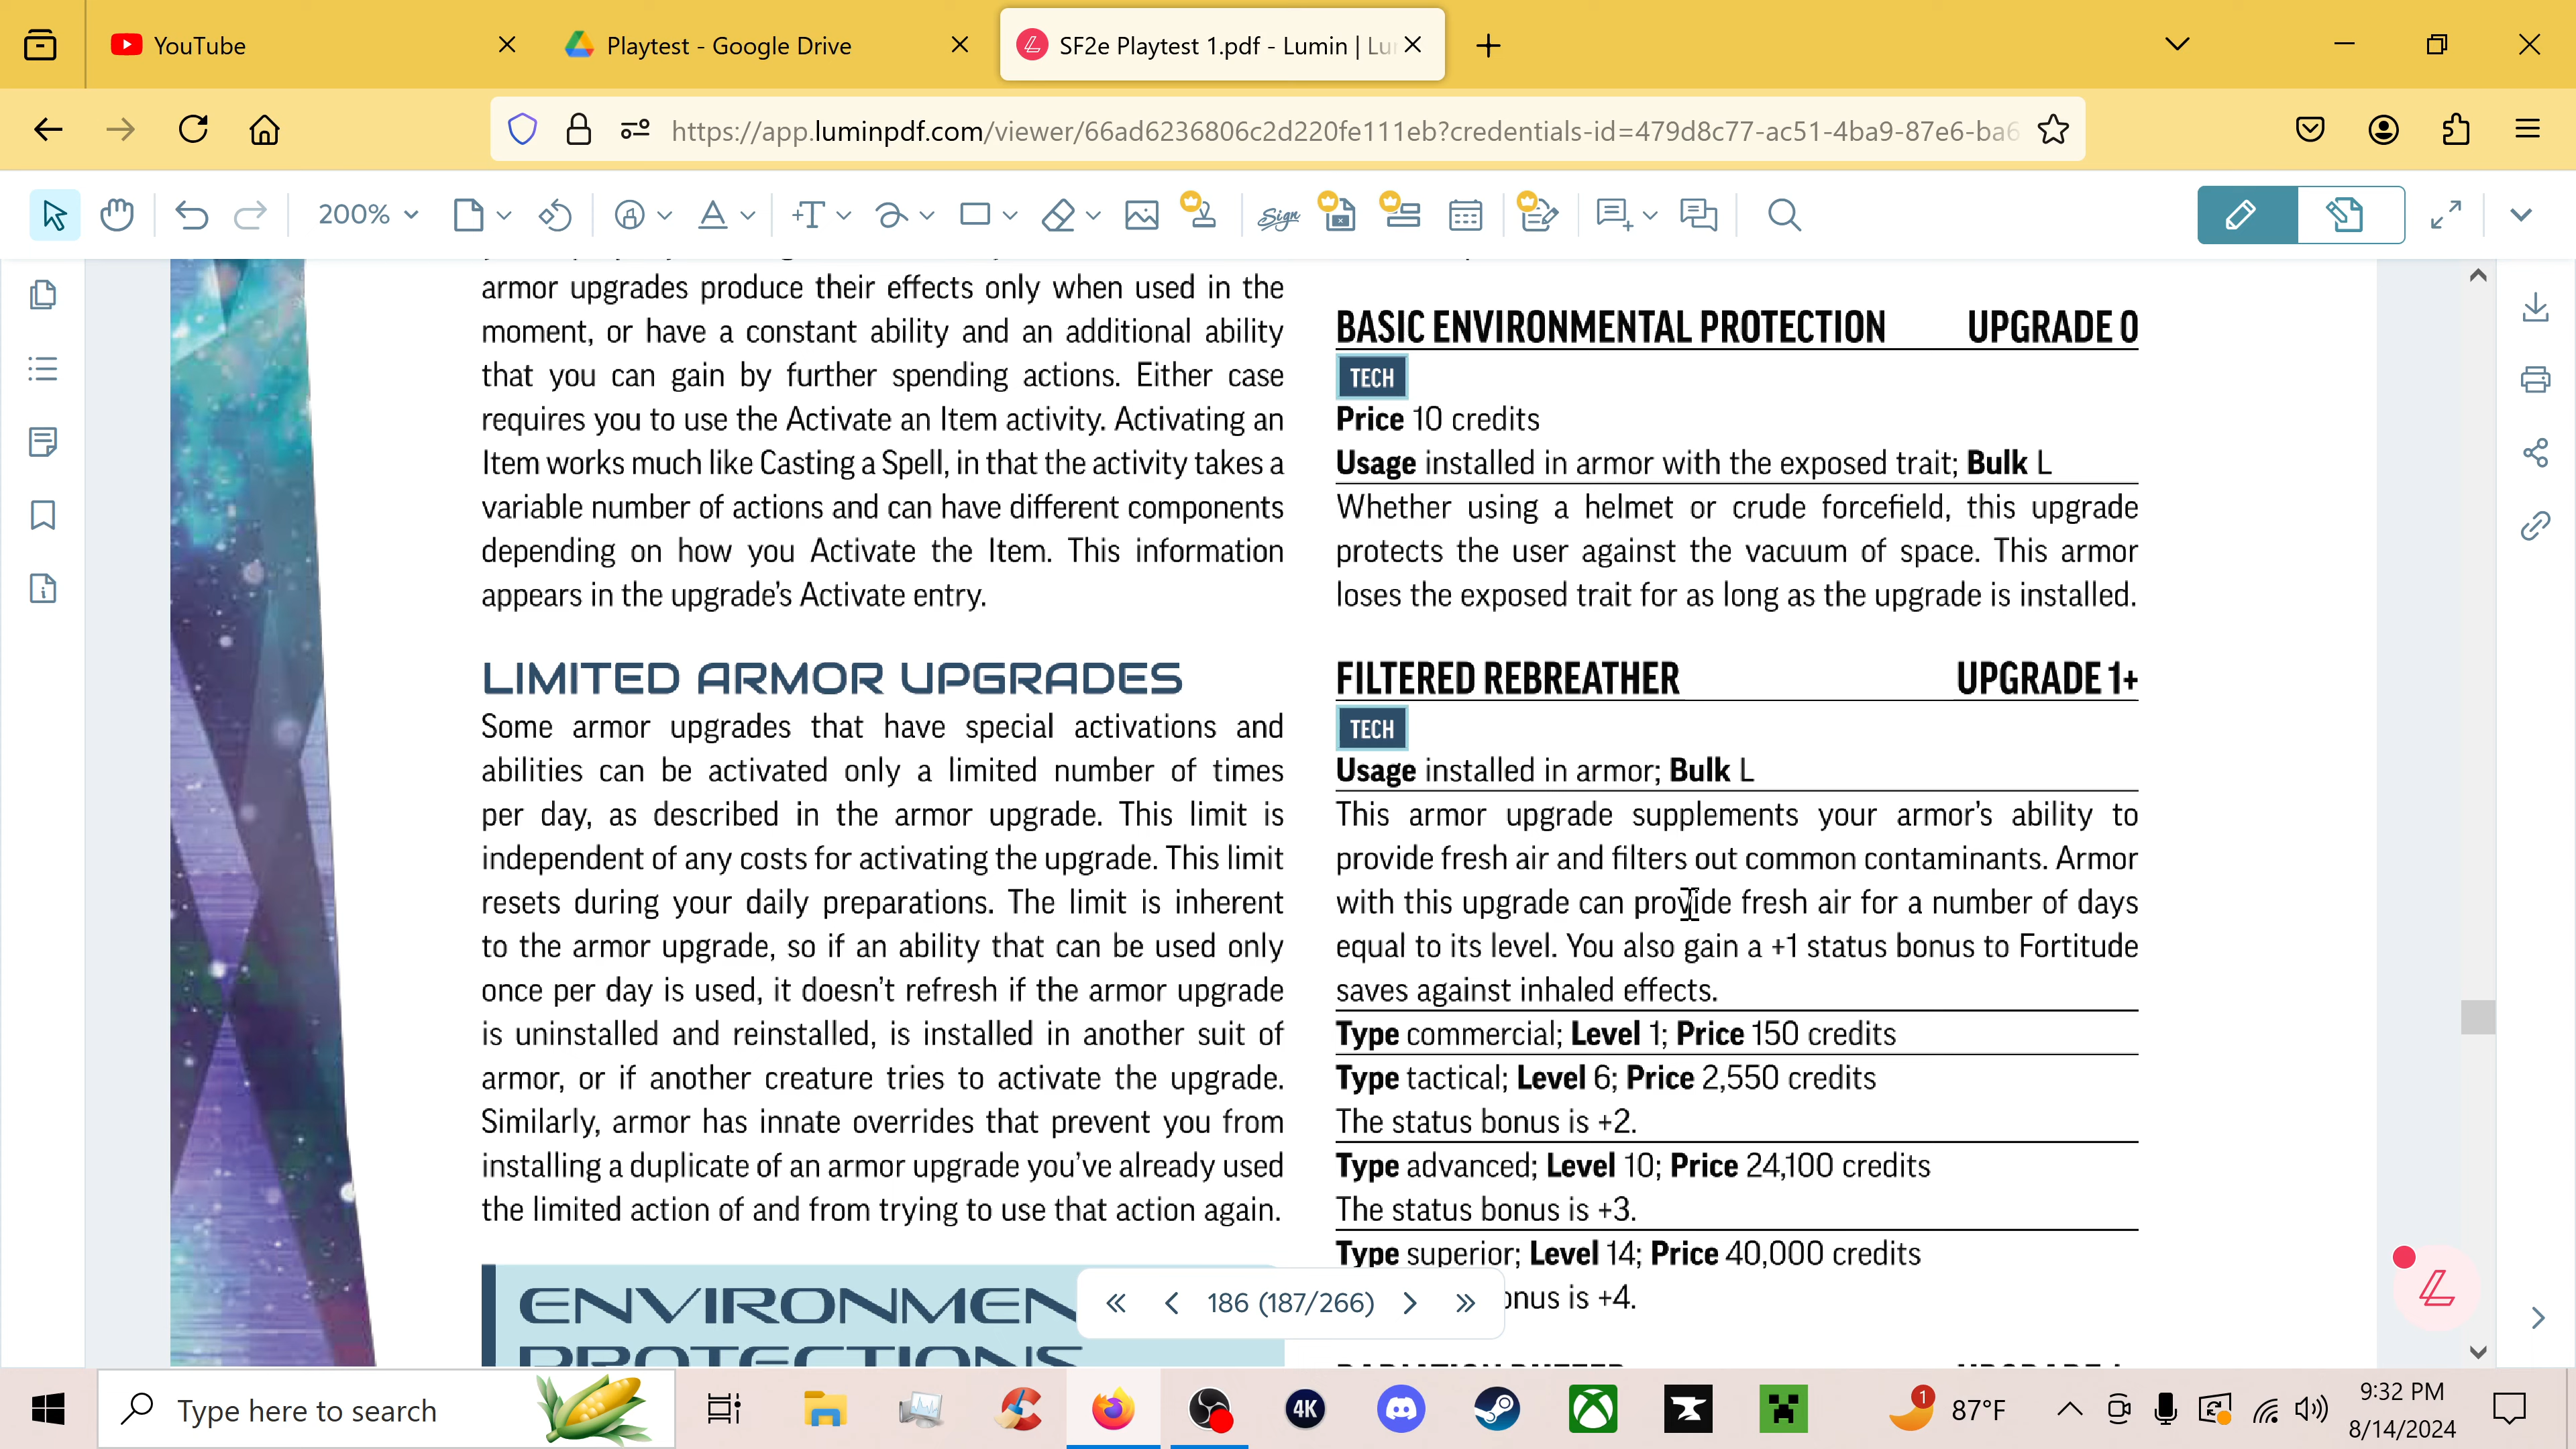 YouTube
Playtest - Google Drive
SF2e Playtest 1.pdf - Lumin | Lu
https://app.luminpdf.com/viewer/66ad6236806c2d220fe111eb?credentials-id=479d8c77-ac51-4ba9-87e6-ba6
200%
Sign
armor upgrades produce their effects only when used in the
moment, or have a constant ability and an additional ability
that you can gain by further spending actions. Either case
requires you to use the Activate an Item activity. Activating an
Item works much like Casting a Spell, in that the activity takes a
variable number of actions and can have different components
depending on how you Activate the Item. This information
appears in the upgrade's Activate entry.
LIMITED ARMOR UPGRADES
Some armor upgrades that have special activations and
abilities can be activated only a limited number of times
per day, as described in the armor upgrade. This limit is
independent of any costs for activating the upgrade. This limit
resets during your daily preparations. The limit is inherent
to the armor upgrade, so if an ability that can be used only
once per day is used, it doesn't refresh if the armor upgrade
is uninstalled and reinstalled, is installed in another suit of
armor, or if another creature tries to activate the upgrade.
Similarly, armor has innate overrides that prevent you from
installing a duplicate of an armor upgrade you've already used
the limited action of and from trying to use that action again.
ENVIRONMEN
PROTECTIONS
BASIC ENVIRONMENTAL PROTECTION UPGRADE 0
TECH
Price 10 credits
Usage installed in armor with the exposed trait; Bulk L
Whether using a helmet or crude forcefield, this upgrade
protects the user against the vacuum of space. This armor
loses the exposed trait for as long as the upgrade is installed.
FILTERED REBREATHER UPGRADE 1+
TECH
Usage installed in armor; Bulk L
This armor upgrade supplements your armor's ability to
provide fresh air and filters out common contaminants. Armor
with this upgrade can provide fresh air for a number of days
equal to its level. You also gain a +1 status bonus to Fortitude
saves against inhaled effects.
Type commercial; Level 1; Price 150 credits
Type tactical; Level 6; Price 2,550 credits
The status bonus is +2.
Type advanced; Level 10; Price 24,100 credits
The status bonus is +3.
Type superior; Level 14; Price 40,000 credits
onus is +4.
186 (187/266)
Type here to search
4K
1
87°F
9:32 PM
8/14/2024